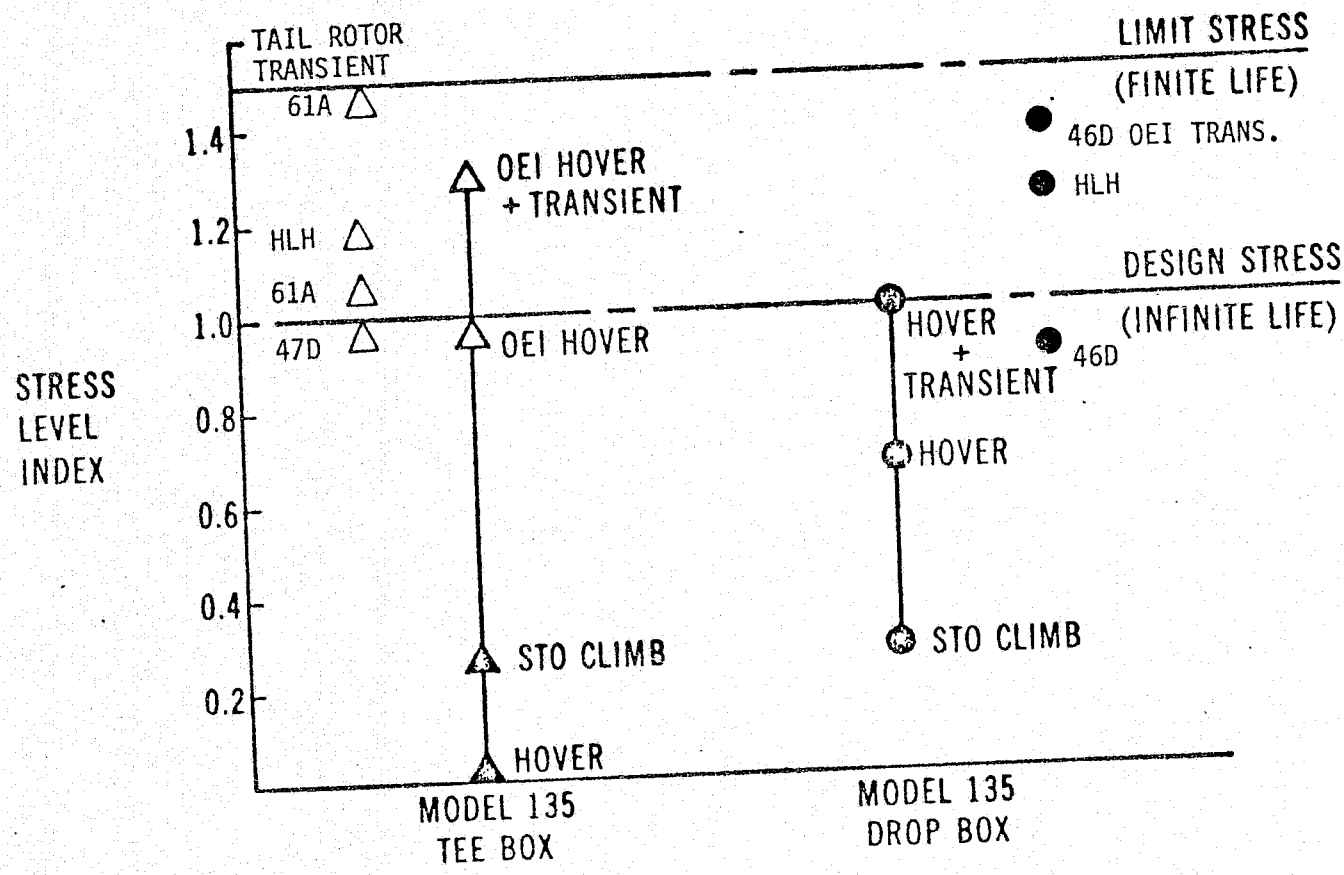 TAIL ROTOR
TRANSIENT
LIMIT STRESS
(FINITE LIFE)
61A
1.4
46D OEI TRANS.
OEI HOVER
+ TRANSIENT
HLH
1.2
HLH
61A
DESIGN STRESS
(INFINITE LIFE)
1.0
47D
OEI HOVER
HOVER
+
TRANSIENT
46D
STRESS
LEVEL
INDEX
0.8
HOVER
0.6
0.4
STO CLIMB
STO CLIMB
0.2
HOVER
MODEL 135
TEE BOX
MODEL 135
DROP BOX